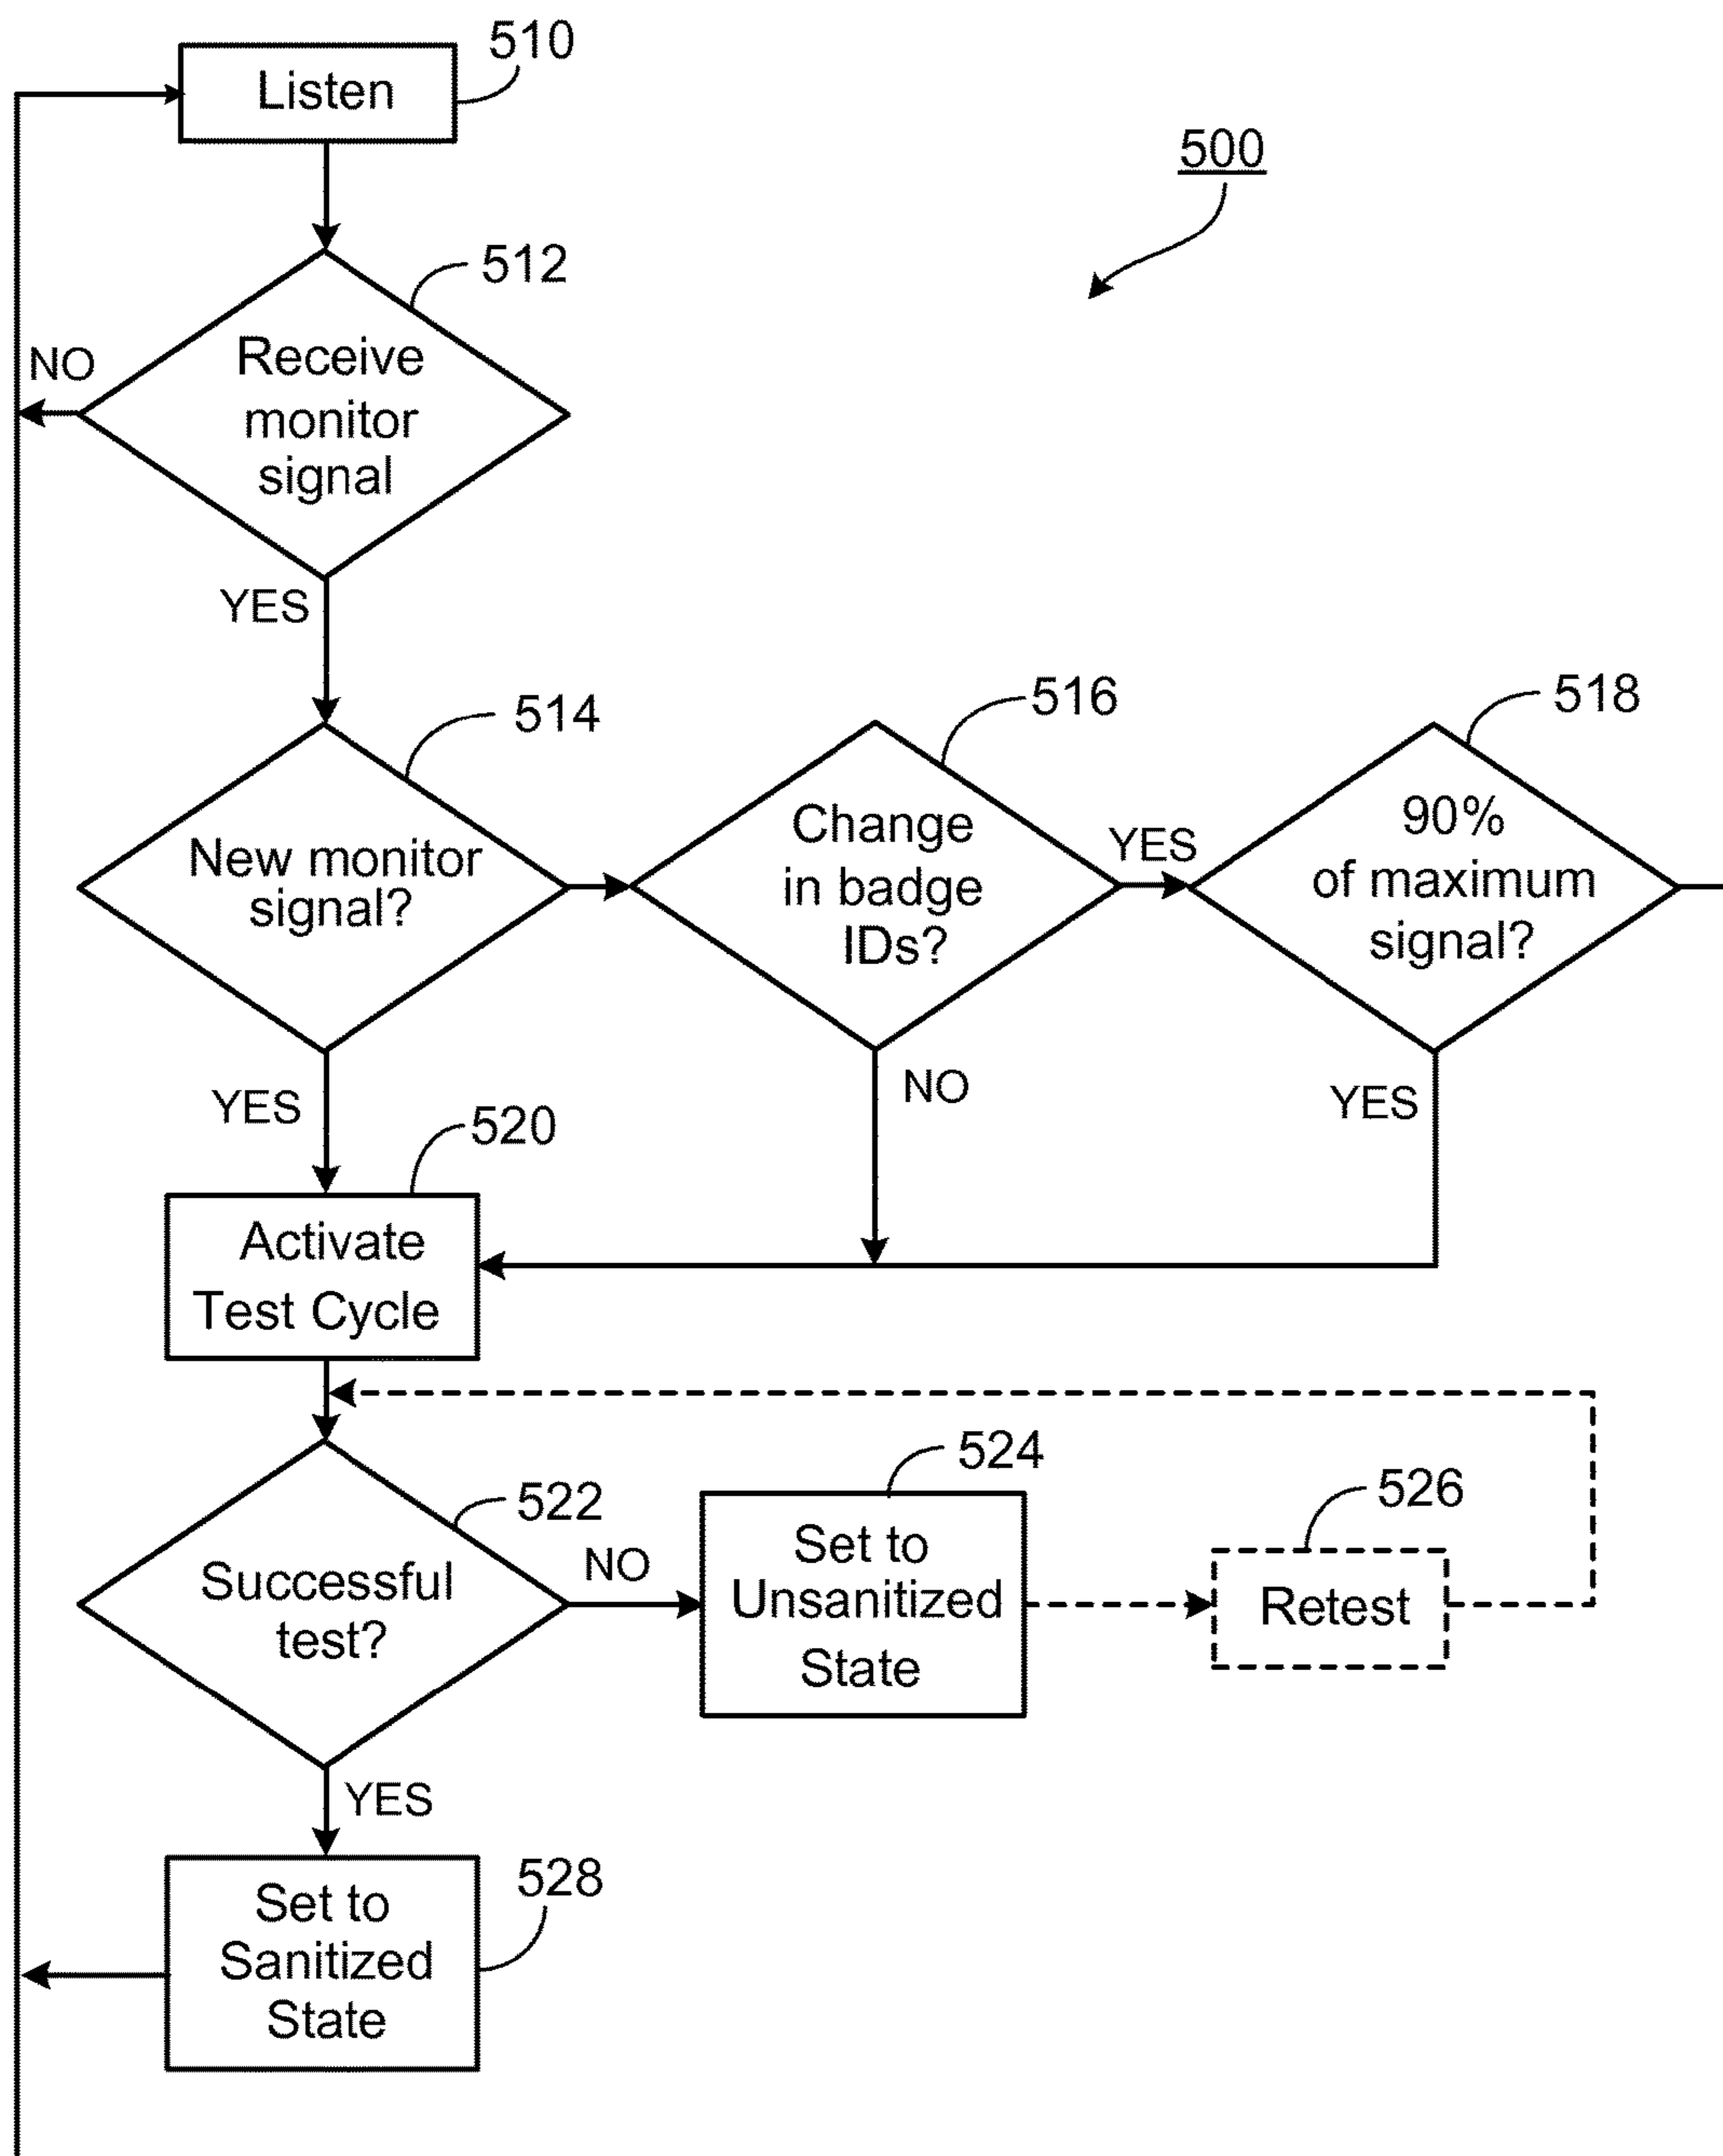 510
Listen
500
512
NO
Receive
monitor
signal
YES
514
516
518
New monitor
signal?
Change
in badge
IDs?
YES
90%
of maximum
signal?
YES
NO
YES
520
Activate
Test Cycle
522
524
526
Successful
test?
NO
Set to
Unsanitized
State
Retest
YES
528
Set to
Sanitized
State